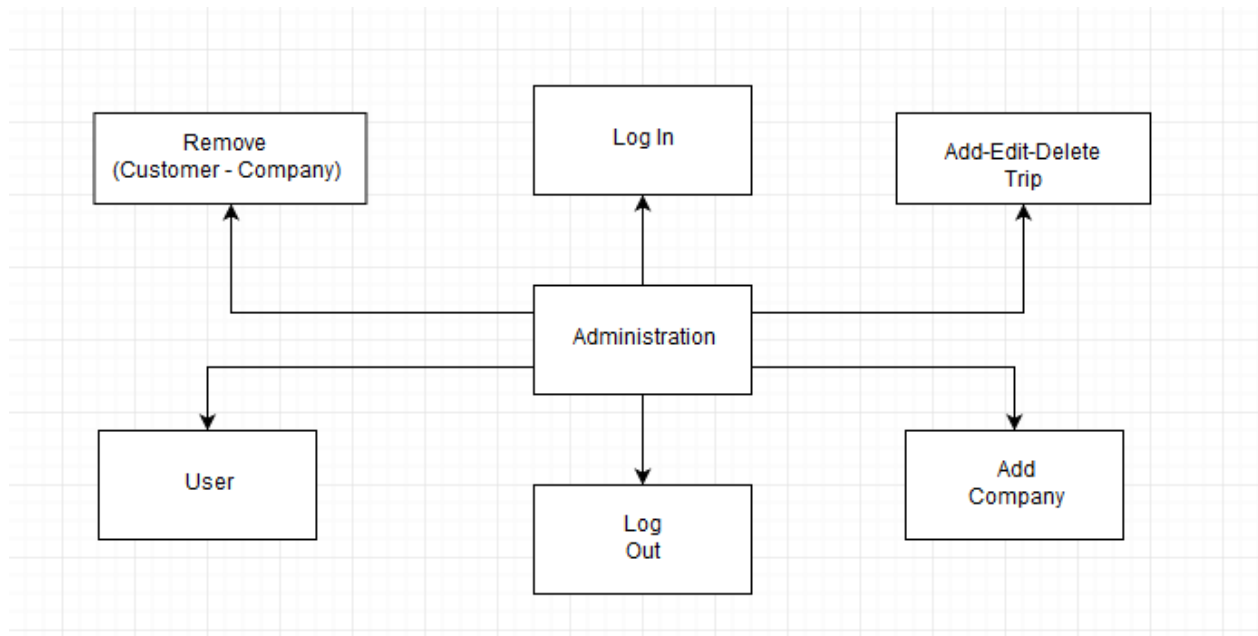 Remove
(Customer - Company)
Log In
Add-Edit-Delete
Trip
Administration
User
Log
Out
Add
Company